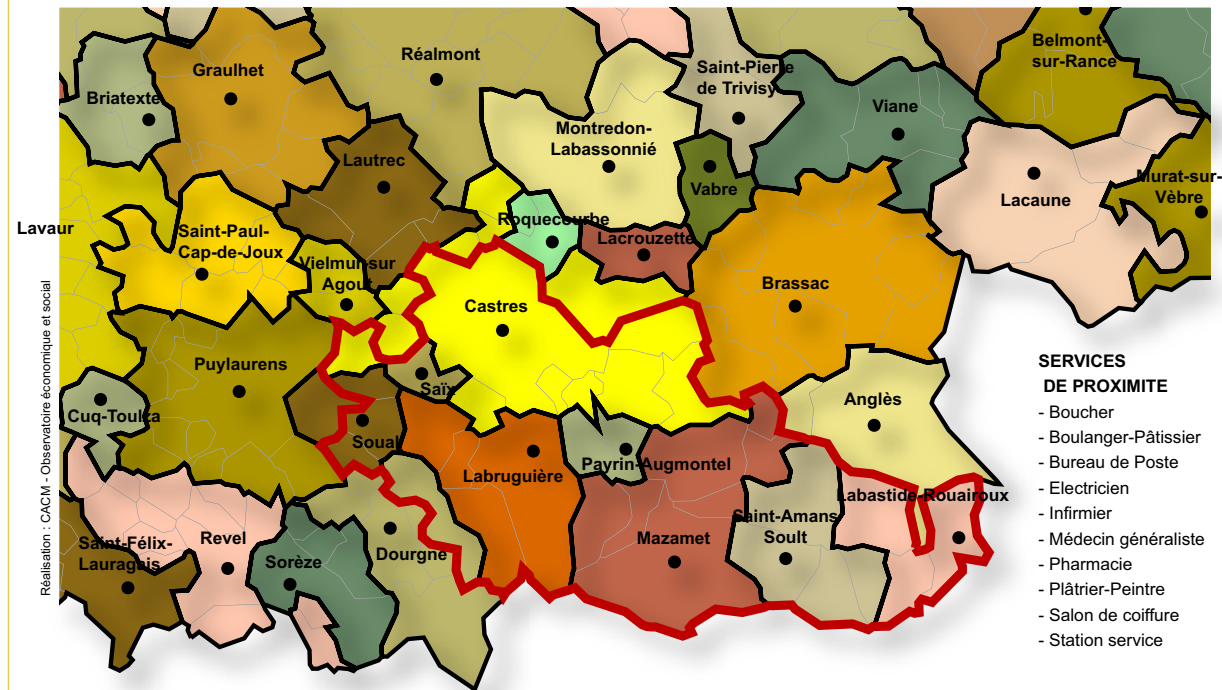 Belmont-
sur-Rance
Réalmont
Graulhet
Saint-Pierre
de Trivisy
Briatexte
Viane
Montredon-
Labassonnié
Lautrec
Vabre
Murat-sur-
Vèbre
Lacaune
Roquecourbe
Lavaur
Saint-Paul-
Cap-de-Joux
Lacrouzette
Vielmur-sur
Agout
Brassac
Castres
Puylaurens
Saïx
Anglès
Cuq-Toulza
Soual
Payrin-Augmontel
Labruguière
Labastide-Rouairoux
Saint-Amans
Soult
Mazamet
Revel
Saint-Félix-
Lauragais
Sorèze
Dourgne
Réalisation : CACM - Observatoire économique et social
SERVICES
DE PROXIMITE
- Boucher
- Boulanger-Pâtissier
- Bureau de Poste
- Electricien
- Infirmier
- Médecin généraliste
- Pharmacie
- Plâtrier-Peintre
- Salon de coiffure
- Station service